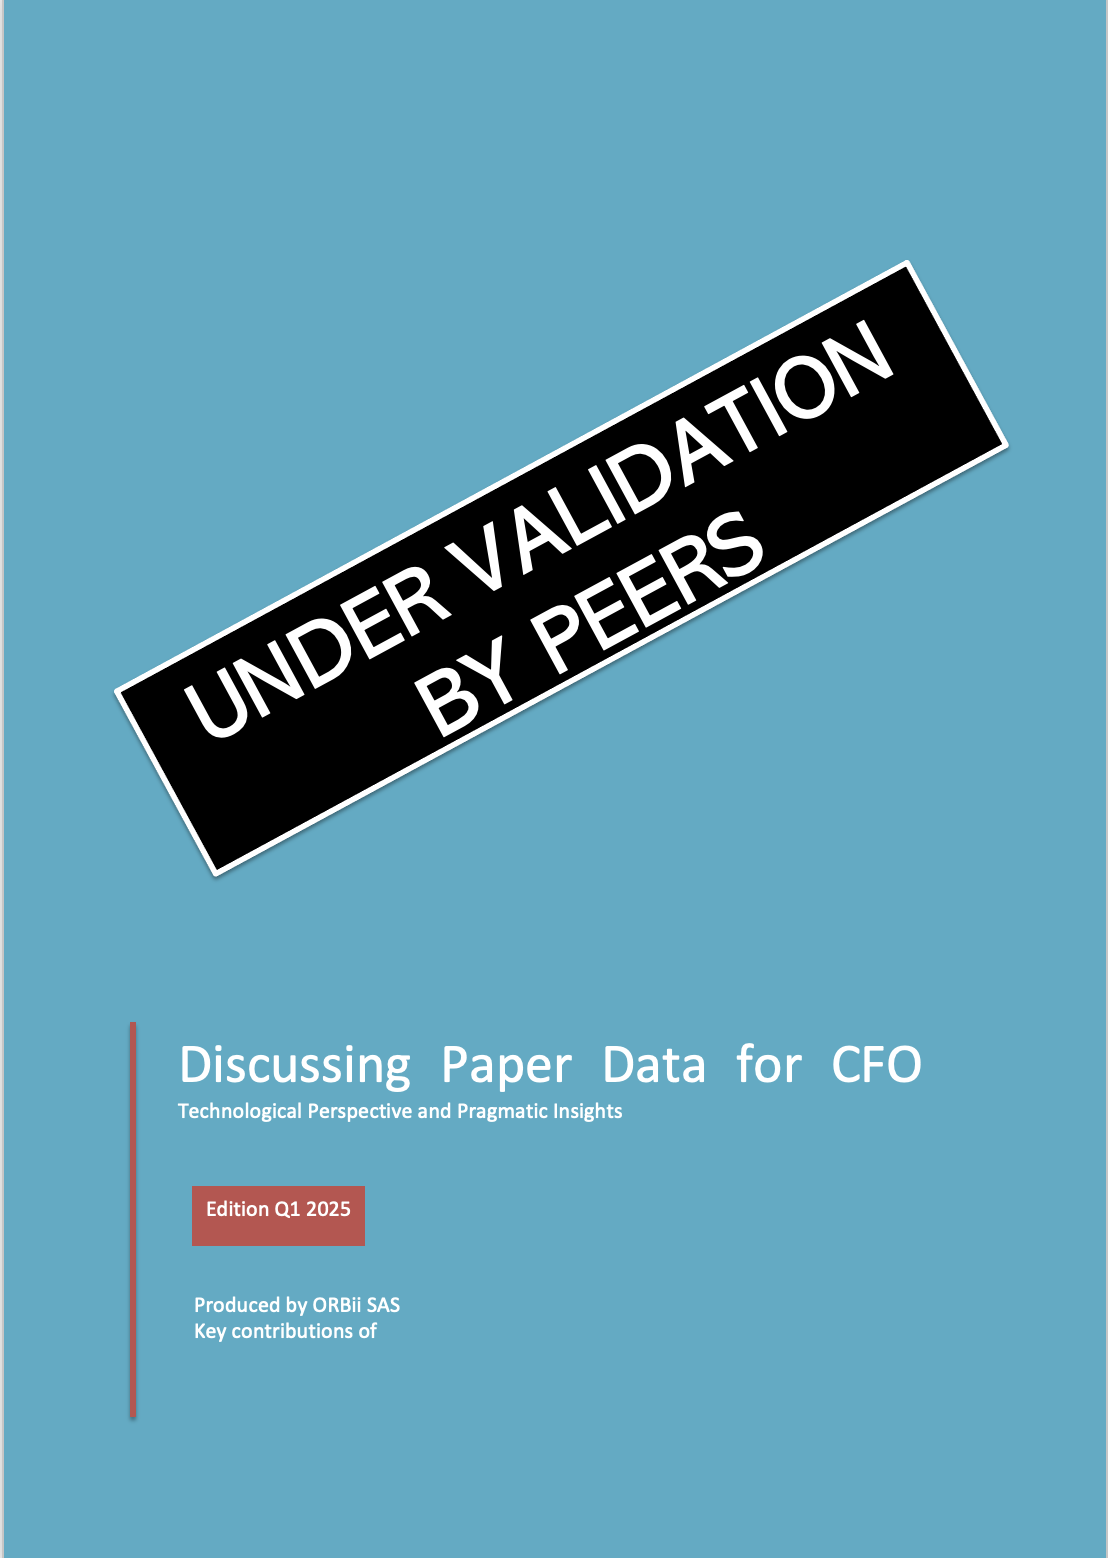 UNDER VALIDATION
BY PEERS
Discussing Paper Data for CFO
Technological Perspective and Pragmatic Insights
Edition Q1 2025
Produced by ORBii SAS
Key contributions of